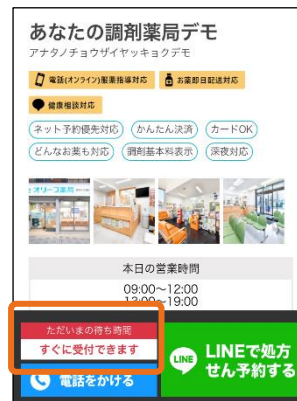 あなたの調剤薬局デモ
アナタノチョウザイヤッキョクデモ
電話(オンライン)服薬指導対応 お薬即日配送対応
健康相談対応
ネット予約優先対応 かんたん決済 カードOK
どんなお薬も対応 調剤基本料表示 深夜対応
オリーブ薬局
本日の営業時間
09:00〜12:00
13:00〜19:00
ただいまの待ち時間
すぐに受付できます
電話をかける
LINE LINEで処方
せん予約する